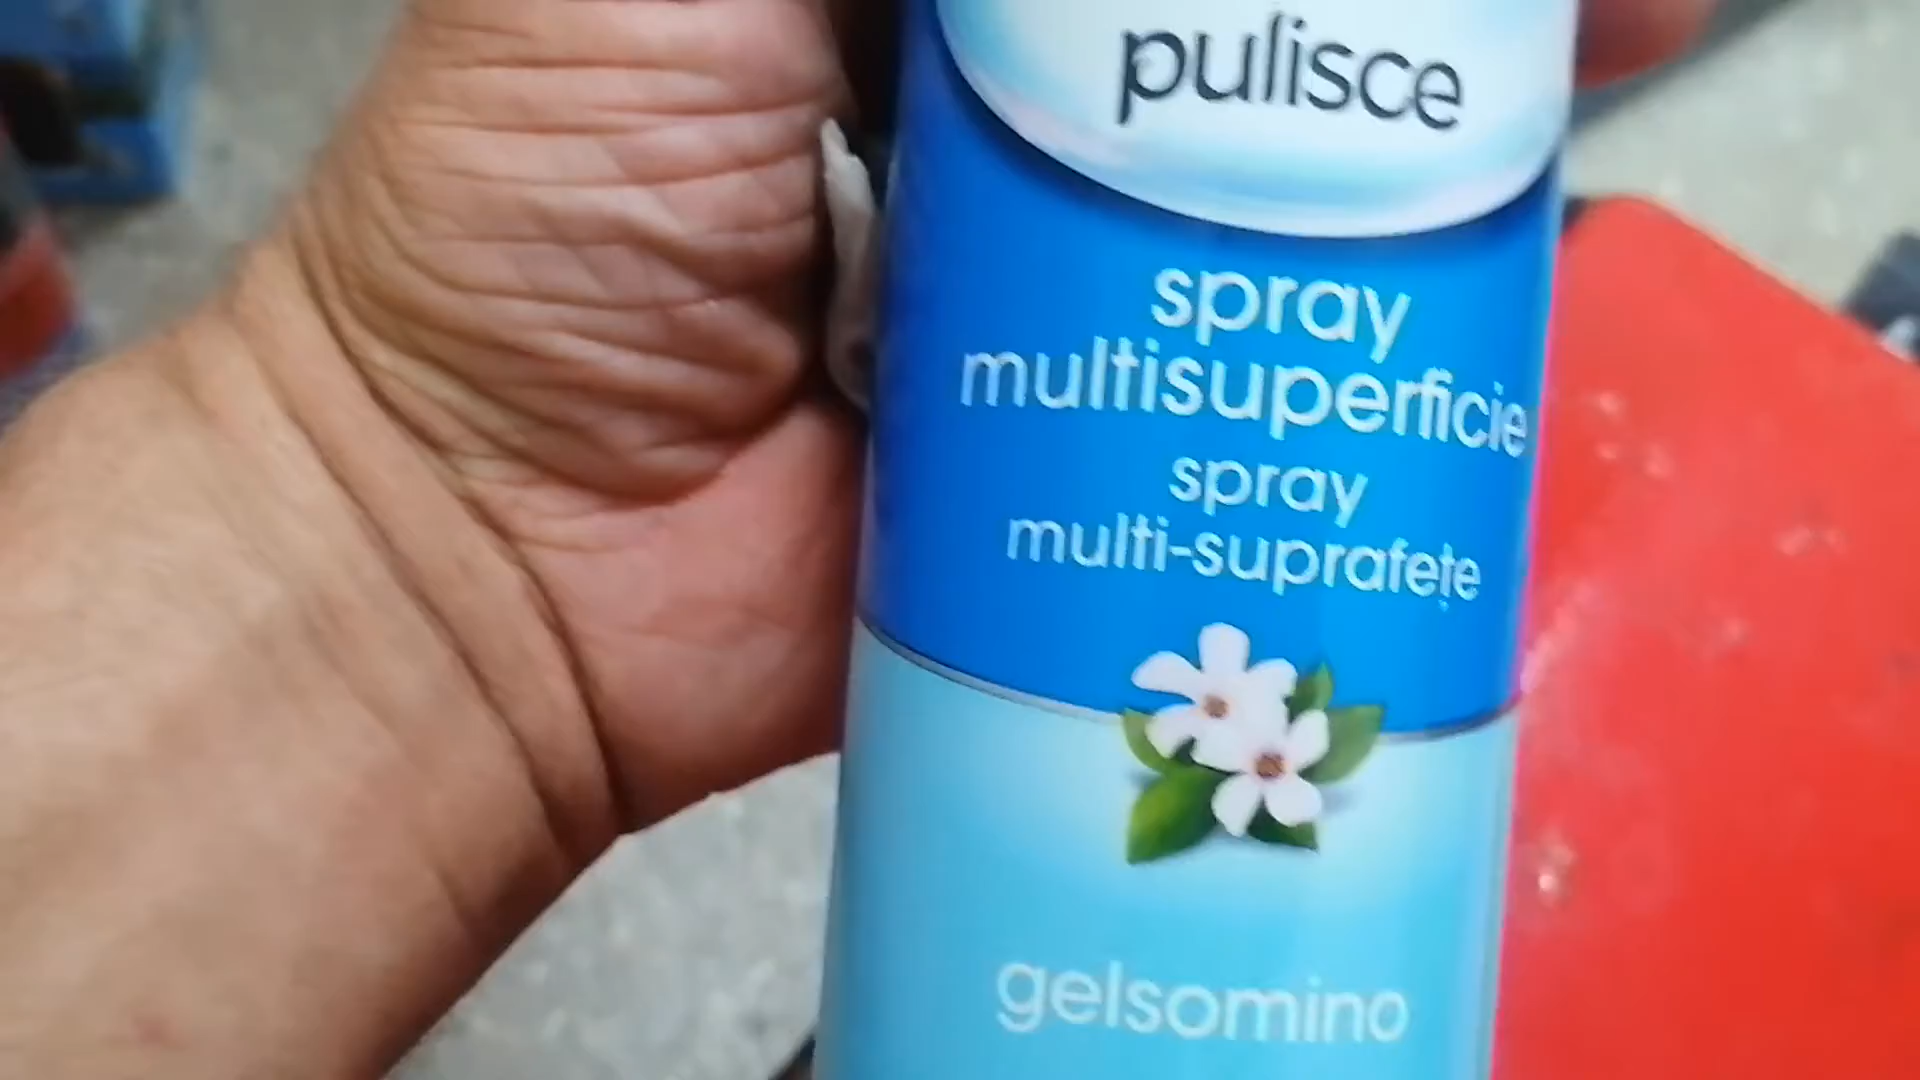 pulisce
spray
multisuperficie
spray
multi-suprafețe
gelsomino